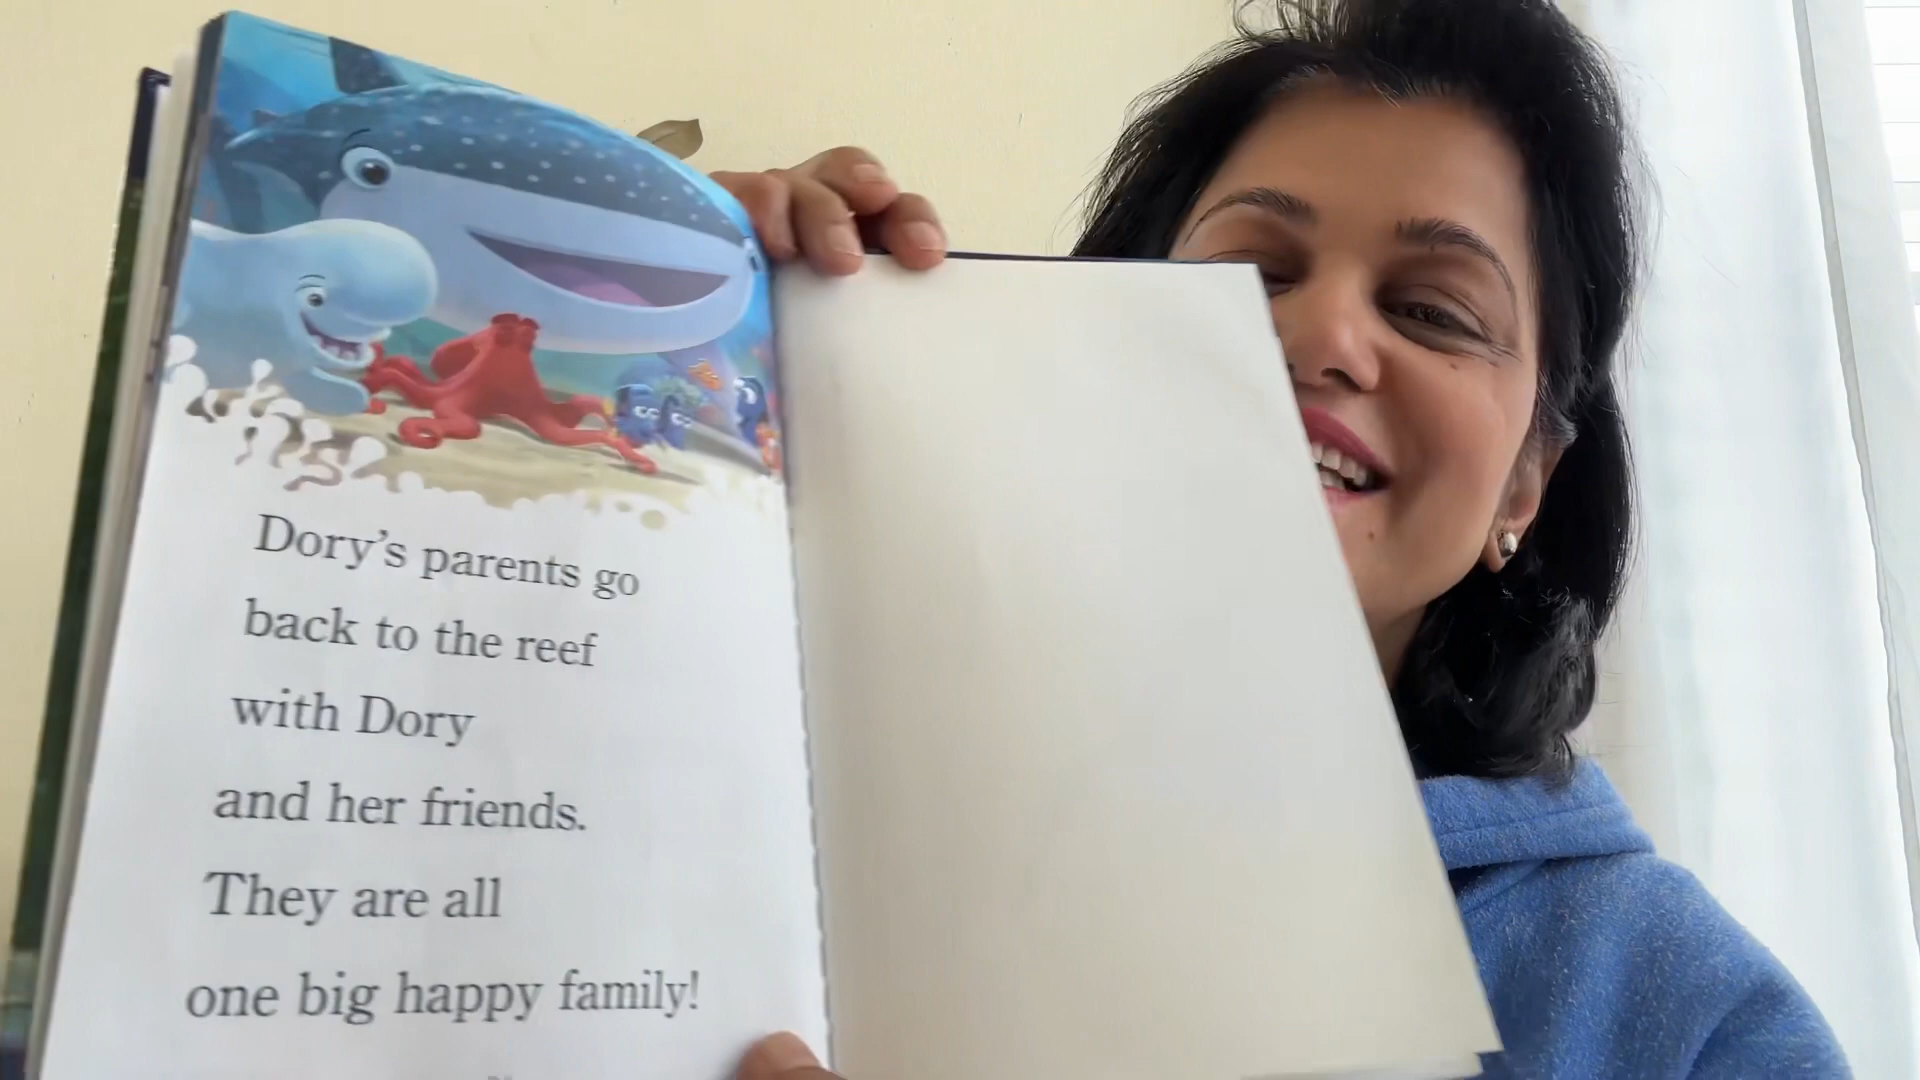 Dory's parents go
back to the reef
with Dory
and her friends.
They are all
one big happy family!